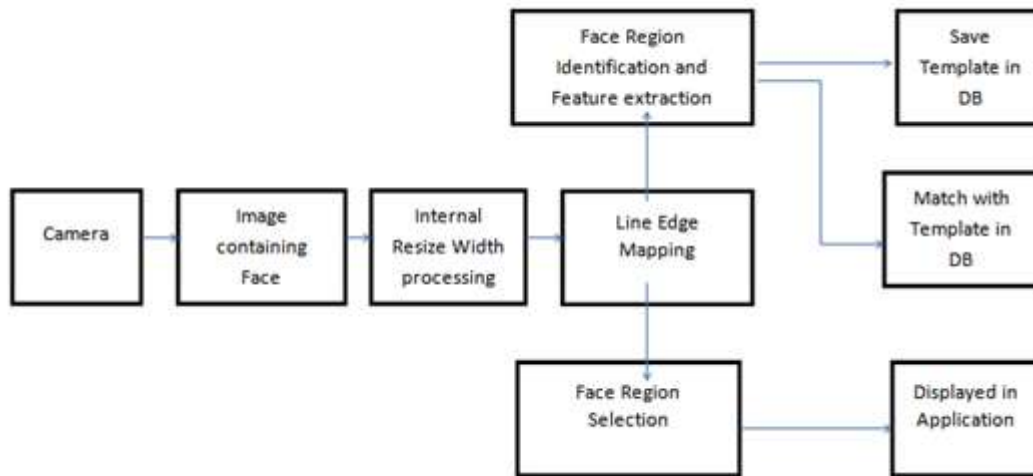 Face Region
Identification and
Feature extraction
Save
Template in
DB
Camera
Image
containing
Face
Internal
Resize Width
processing
Line Edge
Mapping
Match with
Template in
DB
Face Region
Selection
Displayed in
Application